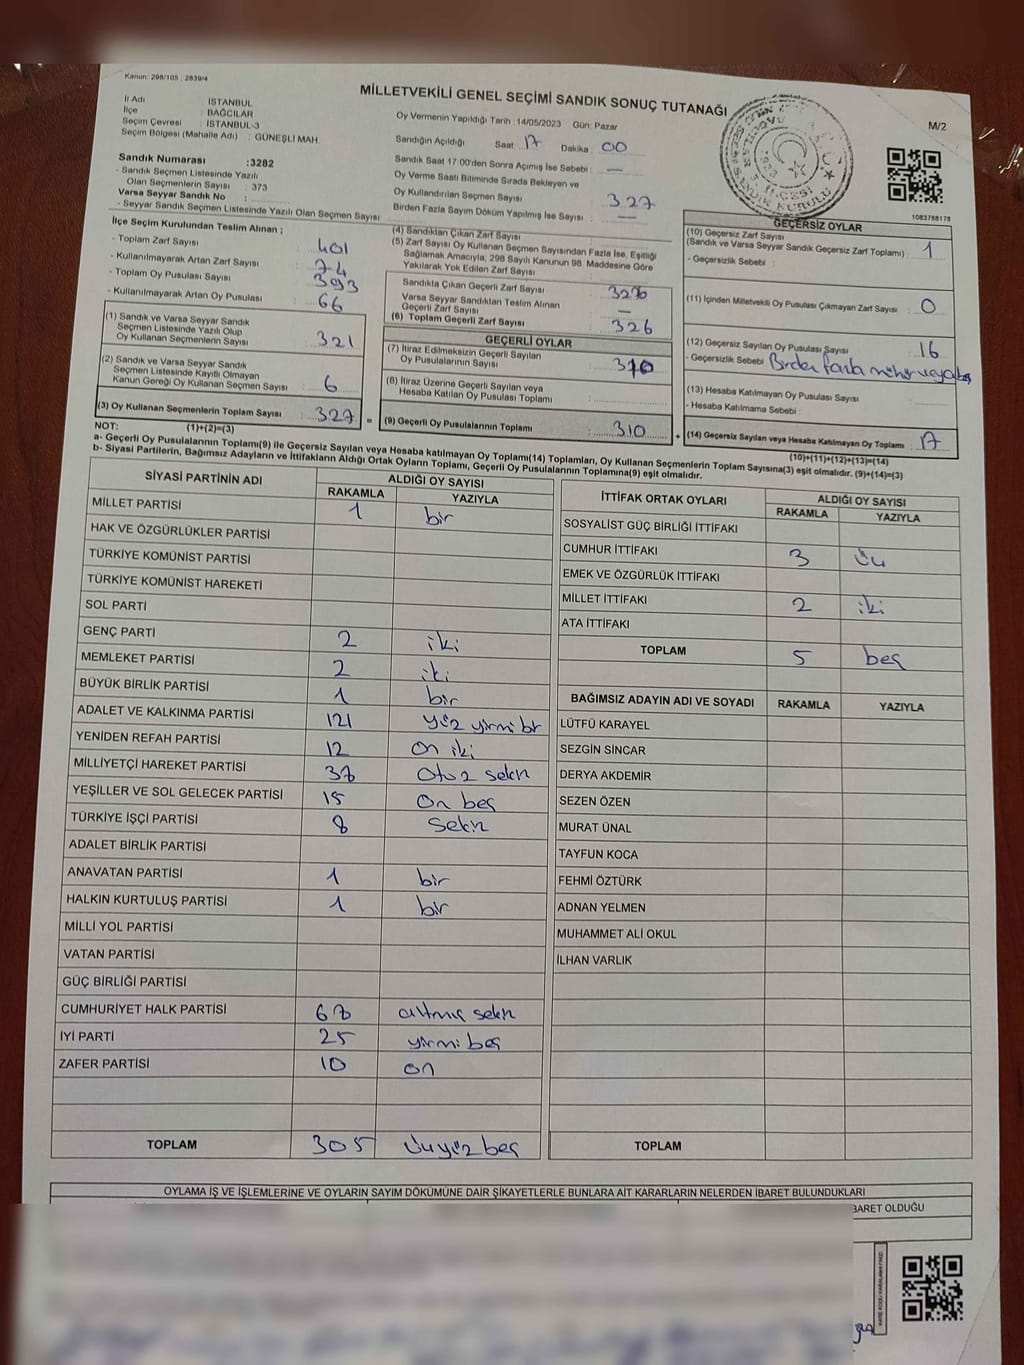 Kanun: 298/105 , 2839/4
MİLLETVEKİLİ GENEL SEÇİMİ SANDIK SONUÇ TUTANAĞI
M/2
İl Adı : İSTANBUL
İlçe : BAĞCILAR
Seçim Çevresi : İSTANBUL-3
Seçim Bölgesi (Mahalle Adı) : GÜNEŞLİ MAH.
Sandık Numarası :3282
- Sandık Seçmen Listesinde Yazılı
Olan Seçmenlerin Sayısı : 373
Varsa Seyyar Sandık No :
- Seyyar Sandık Seçmen Listesinde Yazılı Olan Seçmen Sayısı
Oy Vermenin Yapıldığı Tarih :14/05/2023 Gün: Pazar
Sandığın Açıldığı Saat: 17 Dakika : 00
Sandık Saat 17:00'den Sonra Açımış İse Sebebi : —
Oy Verme Saati Bitiminde Sırada Bekleyen ve
Oy Kullandırılan Seçmen Sayısı : 327
Birden Fazla Sayım Döküm Yapılmış İse Sayısı : —
1083788178
İlçe Seçim Kurulundan Teslim Alınan ;
- Toplam Zarf Sayısı : 401
- Kullanılmayarak Artan Zarf Sayısı : 74
- Toplam Oy Pusulası Sayısı : 393
- Kullanılmayarak Artan Oy Pusulası : 66
(1) Sandık ve Varsa Seyyar Sandık
Seçmen Listesinde Yazılı Olup
Oy Kullanan Seçmenlerin Sayısı : 321
(2) Sandık ve Varsa Seyyar Sandık
Seçmen Listesinde Kayıtlı Olmayan
Kanun Gereği Oy Kullanan Seçmen Sayısı : 6
(3) Oy Kullanan Seçmenlerin Toplam Sayısı : 327 =
(4) Sandıktan Çıkan Zarf Sayısı
(5) Zarf Sayısı Oy Kullanan Seçmen Sayısından Fazla İse, Eşitliği
Sağlamak Amacıyla, 298 Sayılı Kanunun 98. Maddesine Göre
Yakılarak Yok Edilen Zarf Sayısı
Sandıkta Çıkan Geçerli Zarf Sayısı : 326
Varsa Seyyar Sandıktan Teslim Alınan
Geçerli Zarf Sayısı : —
(6) Toplam Geçerli Zarf Sayısı : 326
GEÇERLİ OYLAR
(7) İtiraz Edilmeksizin Geçerli Sayılan
Oy Pusulalarının Sayısı : 310
(8) İtiraz Üzerine Geçerli Sayılan veya
Hesaba Katılan Oy Pusulası Toplamı :
(9) Geçerli Oy Pusulalarının Toplamı : 310 +
GEÇERSİZ OYLAR
(10) Geçersiz Zarf Sayısı
(Sandık ve Varsa Seyyar Sandık Geçersiz Zarf Toplamı) : 1
- Geçersizlik Sebebi :
(11) İçinden Milletvekili Oy Pusulası Çıkmayan Zarf Sayısı : 0
(12) Geçersiz Sayılan Oy Pusulası Sayısı : 16
- Geçersizlik Sebebi : Birden fazla mühür veya boş
(13) Hesaba Katılmayan Oy Pusulası Sayısı :
- Hesaba Katılmama Sebebi :
(14) Geçersiz Sayılan veya Hesaba Katılmayan Oy Toplamı : 17
NOT: (1)+(2)=(3)
(10)+(11)+(12)+(13)=(14)
a- Geçerli Oy Pusulalarının Toplamı(9) ile Geçersiz Sayılan veya Hesaba katılmayan Oy Toplamı(14) Toplamları, Oy Kullanan Seçmenlerin Toplam Sayısına(3) eşit olmalıdır. (9)+(14)=(3)
b- Siyasi Partilerin, Bağımsız Adayların ve İttifakların Aldığı Ortak Oyların Toplamı, Geçerli Oy Pusulalarının Toplamına(9) eşit olmalıdır.
SİYASİ PARTİNİN ADI ALDIĞI OY SAYISI
RAKAMLA YAZIYLA
MİLLET PARTİSİ 1 bir
HAK VE ÖZGÜRLÜKLER PARTİSİ
TÜRKİYE KOMÜNİST PARTİSİ
TÜRKİYE KOMÜNİST HAREKETİ
SOL PARTİ
GENÇ PARTİ 2 iki
MEMLEKET PARTİSİ 2 iki
BÜYÜK BİRLİK PARTİSİ 1 bir
ADALET VE KALKINMA PARTİSİ 121 yüz yirmi bir
YENİDEN REFAH PARTİSİ 12 on iki
MİLLİYETÇİ HAREKET PARTİSİ 38 otuz sekiz
YEŞİLLER VE SOL GELECEK PARTİSİ 15 on beş
TÜRKİYE İŞÇİ PARTİSİ 8 sekiz
ADALET BİRLİK PARTİSİ
ANAVATAN PARTİSİ 1 bir
HALKIN KURTULUŞ PARTİSİ 1 bir
MİLLİ YOL PARTİSİ
VATAN PARTİSİ
GÜÇ BİRLİĞİ PARTİSİ
CUMHURİYET HALK PARTİSİ 68 altmış sekiz
İYİ PARTİ 25 yirmi beş
ZAFER PARTİSİ 10 on
TOPLAM 305 üçyüz beş
İTTİFAK ORTAK OYLARI ALDIĞI OY SAYISI
RAKAMLA YAZIYLA
SOSYALİST GÜÇ BİRLİĞİ İTTİFAKI
CUMHUR İTTİFAKI 3 üç
EMEK VE ÖZGÜRLÜK İTTİFAKI
MİLLET İTTİFAKI 2 iki
ATA İTTİFAKI
TOPLAM 5 beş
BAĞIMSIZ ADAYIN ADI VE SOYADI RAKAMLA YAZIYLA
LÜTFÜ KARAYEL
SEZGİN SİNCAR
DERYA AKDEMİR
SEZEN ÖZEN
MURAT ÜNAL
TAYFUN KOCA
FEHMİ ÖZTÜRK
ADNAN YELMEN
MUHAMMET ALİ OKUL
İLHAN VARLIK
TOPLAM
OYLAMA İŞ VE İŞLEMLERİNE VE OYLARIN SAYIM DÖKÜMÜNE DAİR ŞİKAYETLERLE BUNLARA AİT KARARLARIN NELERDEN İBARET BULUNDUKLARI
BARET OLDUĞU